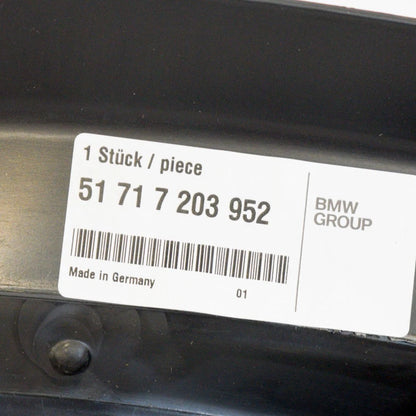 1 Stück / piece
51 71 7 203 952
BMW
GROUP
Made in Germany
01